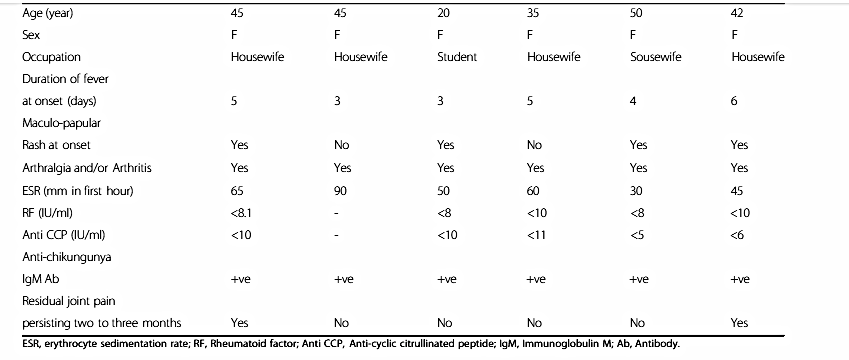 Age (year) 45 45 20 35 50 42
Sex F F F F F F
Occupation Housewife Housewife Student Housewife Sousewife Housewife
Duration of fever
at onset (days) 5 3 3 5 4 6
Maculo-papular
Rash at onset Yes No Yes No Yes Yes
Arthralgia and/or Arthritis Yes Yes Yes Yes Yes Yes
ESR (mm in first hour) 65 90 50 60 30 45
RF (IU/ml) <8.1 - <8 <10 <8 <10
Anti CCP (IU/ml) <10 - <10 <11 <5 <6
Anti-chikungunya
IgM Ab +ve +ve +ve +ve +ve +ve
Residual joint pain
persisting two to three months Yes No No No No Yes
ESR, erythrocyte sedimentation rate; RF, Rheumatoid factor; Anti CCP, Anti-cyclic citrullinated peptide; IgM, Immunoglobulin M; Ab, Antibody.